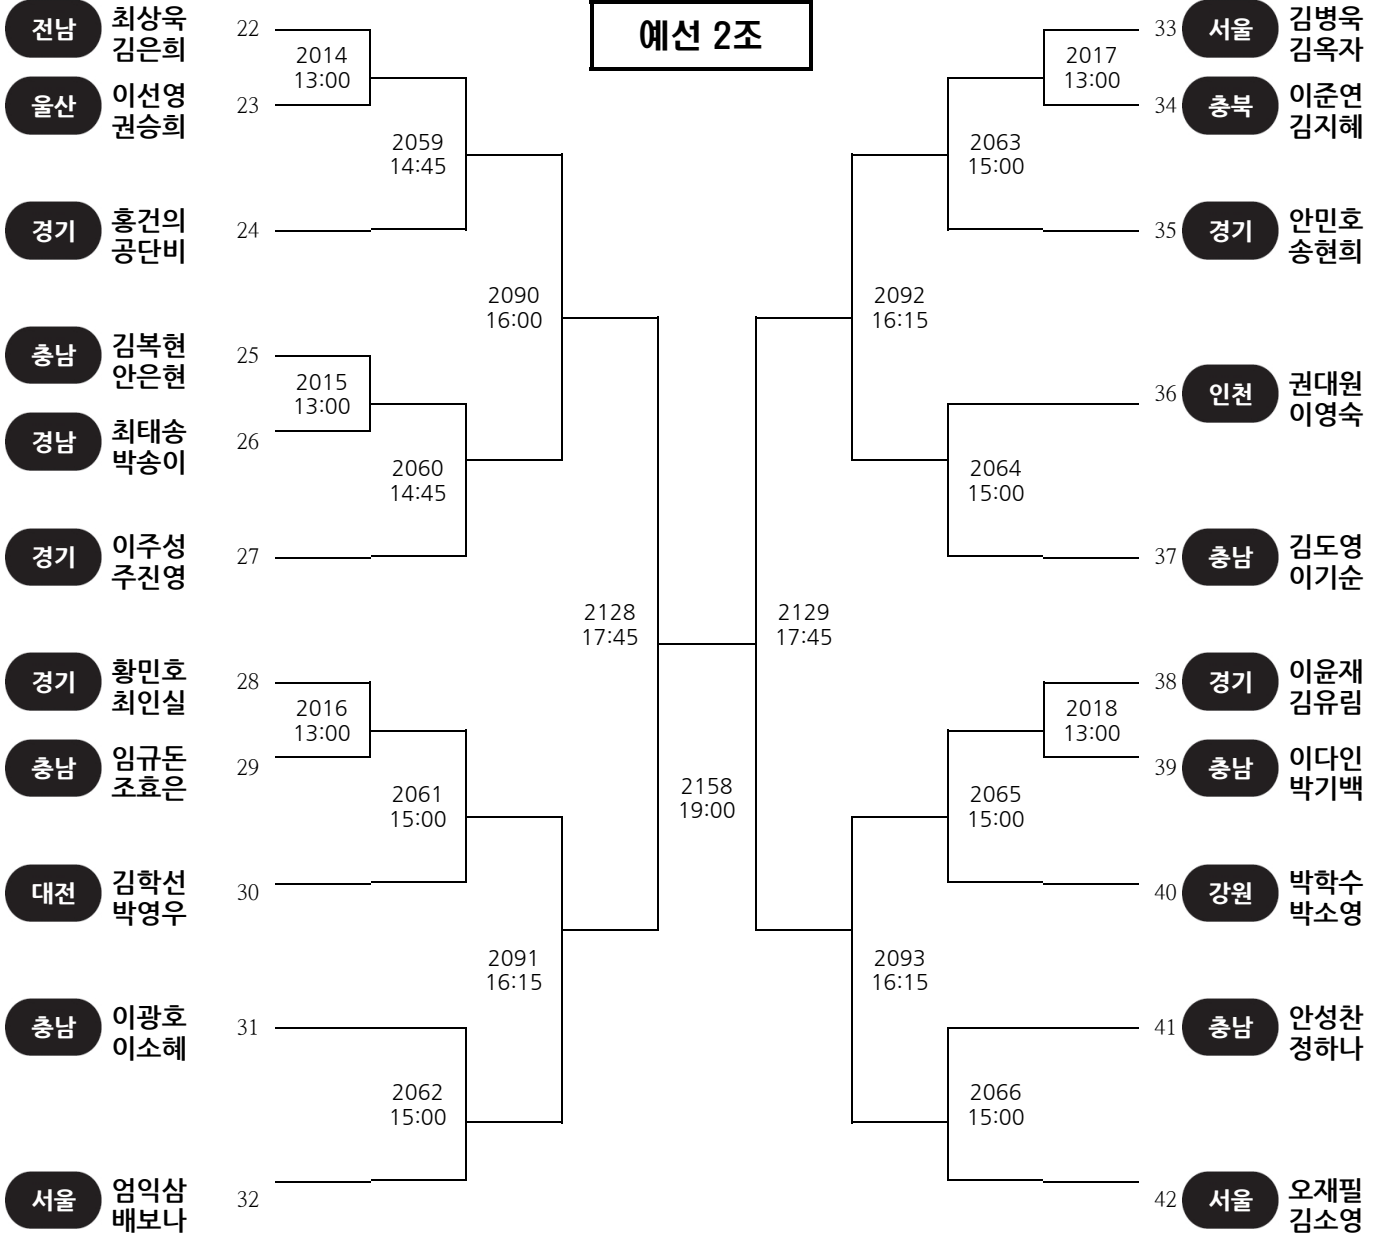 예선 2조
전남
최상욱
김은희
22
2014
13:00
울산
이선영
권승희
23
2059
14:45
경기
홍건의
공단비
24
2090
16:00
충남
김복현
안은현
25
2015
13:00
경남
최태송
박송이
26
2060
14:45
경기
이주성
주진영
27
2128
17:45
경기
황민호
최인실
28
2016
13:00
충남
임규돈
조효은
29
2061
15:00
대전
김학선
박영우
30
2091
16:15
충남
이광호
이소혜
31
2062
15:00
서울
엄익삼
배보나
32
2158
19:00
33
서울
김병욱
김옥자
2017
13:00
34
충북
이준연
김지혜
2063
15:00
35
경기
안민호
송현희
2092
16:15
36
인천
권대원
이영숙
2064
15:00
37
충남
김도영
이기순
2129
17:45
38
경기
이윤재
김유림
2018
13:00
39
충남
이다인
박기백
2065
15:00
40
강원
박학수
박소영
2093
16:15
41
충남
안성찬
정하나
2066
15:00
42
서울
오재필
김소영